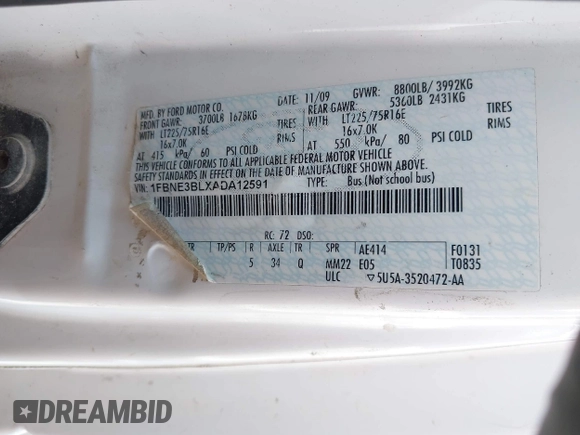 MFD. BY FORD MOTOR CO.
DATE: 11/09 GVWR: 8800LB/ 3992KG
FRONT GAWR: 3700LB 1678KG
REAR GAWR: 5360LB 2431KG
WITH LT225/75R16E TIRES
WITH LT225/75R16E TIRES
16x7.0K
16x7.0K
AT 415 kPa/ 60 PSI COLD
AT 550 kPa/ 80 PSI COLD
THIS VEHICLE CONFORMS TO ALL APPLICABLE FEDERAL MOTOR VEHICLE
SAFETY STANDARDS IN EFFECT ON THE DATE OF MANUFACTURE SHOWN ABOVE.
VIN: 1FBNE3BLXADA12591 TYPE: Bus (Not school bus)
RC: 72 DSO:
TR TP/PS R AXLE TR SPR AE414 F0131
5 34 Q MM22 E05 T0835
ULC 5U5A-3520472-AA
DREAMBID